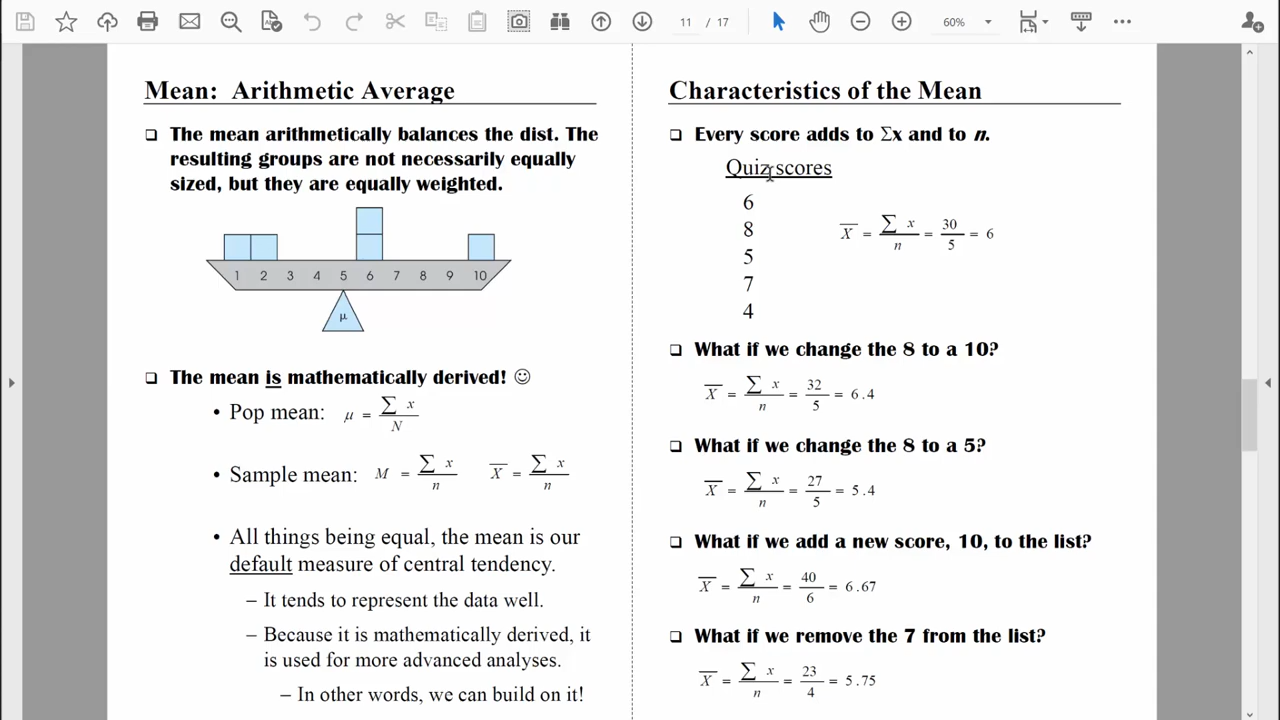 11 / 17
60%
Mean: Arithmetic Average
❑ The mean arithmetically balances the dist. The
resulting groups are not necessarily equally
sized, but they are equally weighted.
1 2 3 4 5 6 7 8 9 10
μ
❑ The mean is mathematically derived! ☺
• Pop mean: μ = ∑ x / N
• Sample mean: M = ∑ x / n X̅ = ∑ x / n
• All things being equal, the mean is our
default measure of central tendency.
– It tends to represent the data well.
– Because it is mathematically derived, it
is used for more advanced analyses.
– In other words, we can build on it!
Characteristics of the Mean
❑ Every score adds to Σx and to n.
Quiz scores
6
8
5
7
4
X̅ = ∑ x / n = 30 / 5 = 6
❑ What if we change the 8 to a 10?
X̅ = ∑ x / n = 32 / 5 = 6.4
❑ What if we change the 8 to a 5?
X̅ = ∑ x / n = 27 / 5 = 5.4
❑ What if we add a new score, 10, to the list?
X̅ = ∑ x / n = 40 / 6 = 6.67
❑ What if we remove the 7 from the list?
X̅ = ∑ x / n = 23 / 4 = 5.75